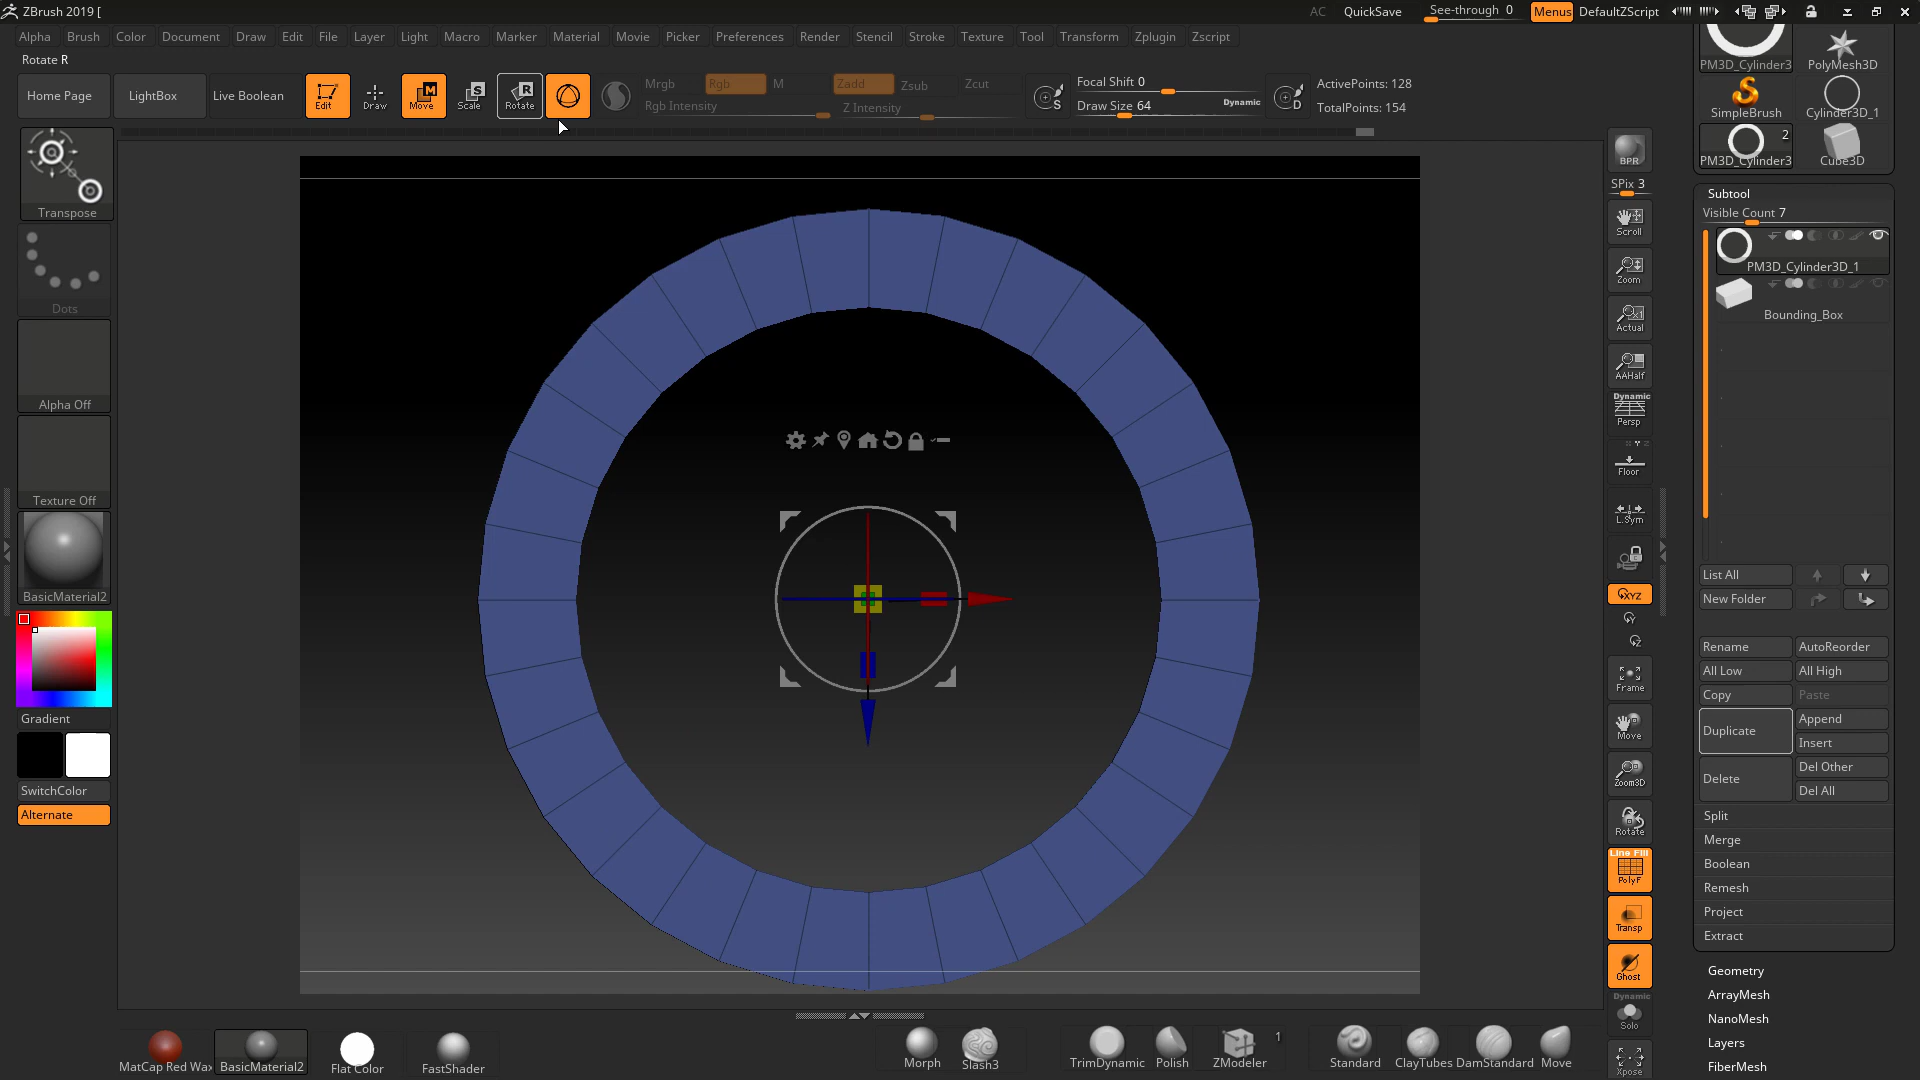 ZBrush 2019 [
AC QuickSave See-through 0 Menus DefaultZScript
Alpha Brush Color Document Draw Edit File Layer Light Macro Marker Material Movie Picker Preferences Render Stencil Stroke Texture Tool Transform Zplugin Zscript
Rotate R
Home Page LightBox Live Boolean Edit Draw Move Scale Rotate
Mrgb Rgb M Zadd Zsub Zcut
Rgb Intensity Z Intensity
Focal Shift 0
Draw Size 64 Dynamic
ActivePoints: 128
TotalPoints: 154
Transpose
Dots
Alpha Off
Texture Off
BasicMaterial2
Gradient
SwitchColor
Alternate
BPR
SPix 3
Scroll
Zoom
Actual
AAHalf
Dynamic
Persp
Floor
L.Sym
XYZ
Y
Z
Frame
Move
Zoom3D
Rotate
Line Fill
PolyF
Transp
Ghost
Dynamic
Solo
Xpose
PM3D_Cylinder3 PolyMesh3D
SimpleBrush Cylinder3D_1
2
PM3D_Cylinder3 Cube3D
Subtool
Visible Count 7
PM3D_Cylinder3D_1
Bounding_Box
List All
New Folder
Rename AutoReorder
All Low All High
Copy Paste
Duplicate Append
Insert
Delete Del Other
Del All
Split
Merge
Boolean
Remesh
Project
Extract
Geometry
ArrayMesh
NanoMesh
Layers
FiberMesh
MatCap Red Wax BasicMaterial2 Flat Color FastShader Morph Slash3 TrimDynamic Polish ZModeler 1 Standard ClayTubes DamStandard Move